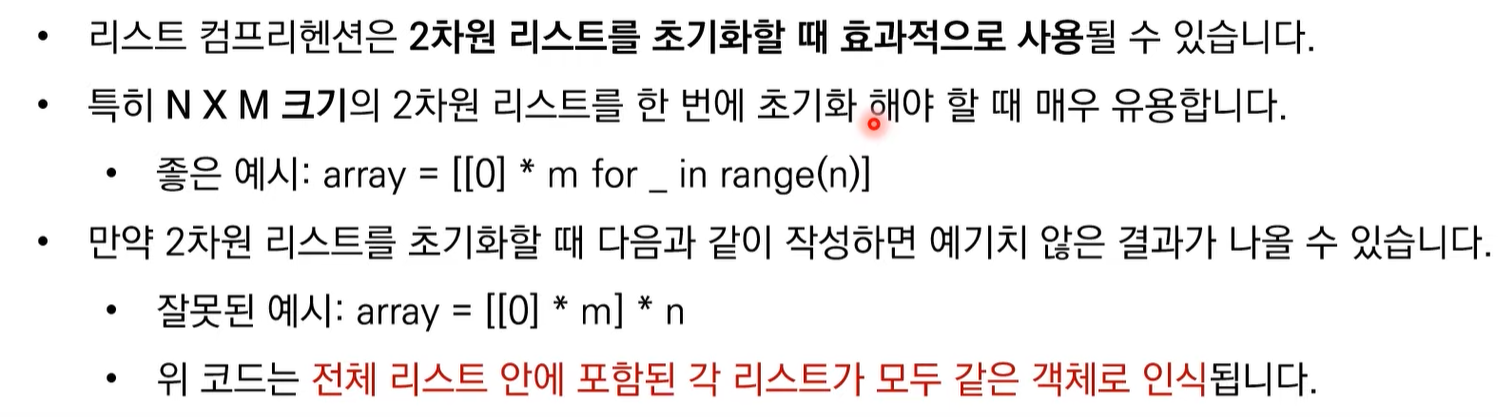 • 리스트 컴프리헨션은 2차원 리스트를 초기화할 때 효과적으로 사용될 수 있습니다.
• 특히 N X M 크기의 2차원 리스트를 한 번에 초기화 해야 할 때 매우 유용합니다.
• 좋은 예시: array = [[0] * m for _ in range(n)]
• 만약 2차원 리스트를 초기화할 때 다음과 같이 작성하면 예기치 않은 결과가 나올 수 있습니다.
• 잘못된 예시: array = [[0] * m] * n
• 위 코드는 전체 리스트 안에 포함된 각 리스트가 모두 같은 객체로 인식됩니다.